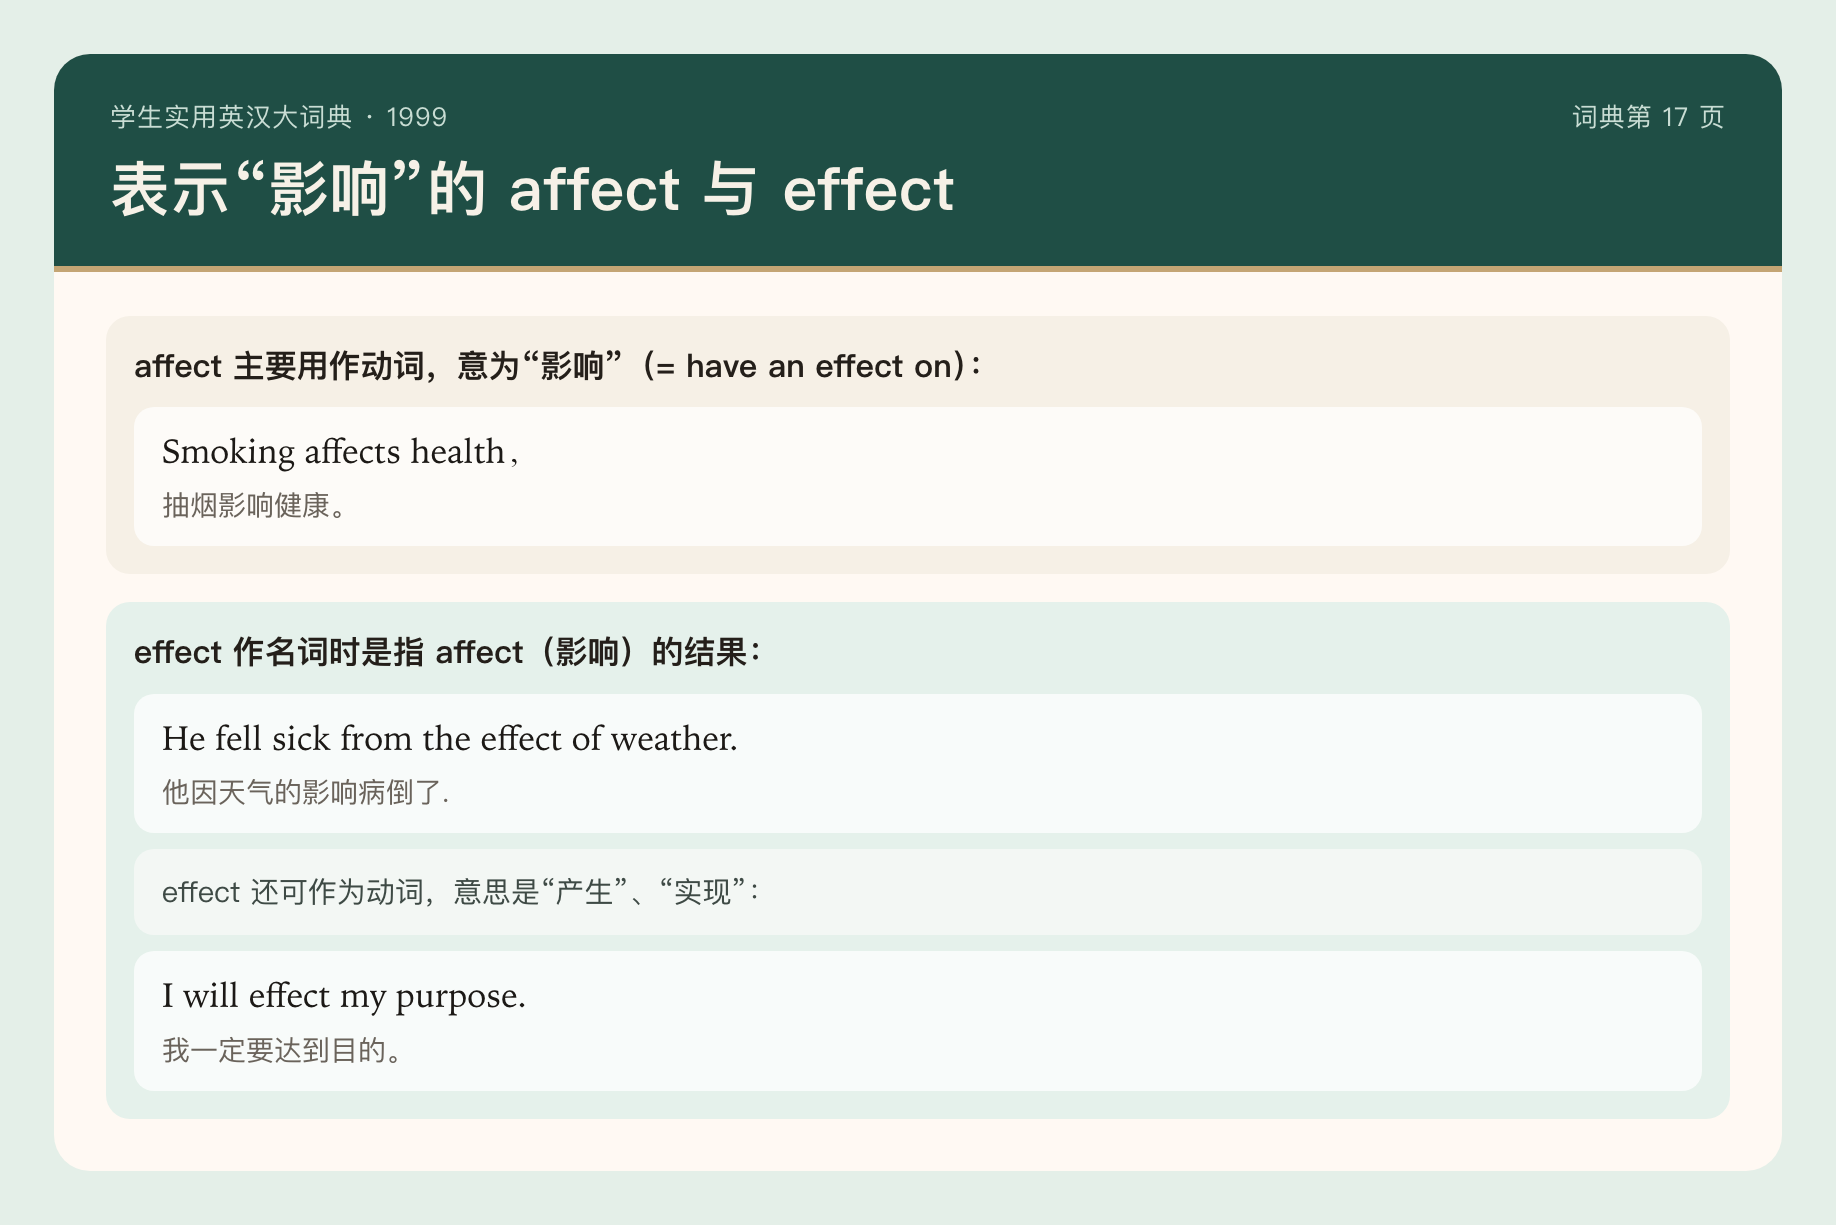 学生实用英汉大词典 · 1999
词典第 17 页
表示“影响”的 affect 与 effect
affect 主要用作动词，意为“影响”（= have an effect on）：
Smoking affects health，
抽烟影响健康。
effect 作名词时是指 affect（影响）的结果：
He fell sick from the effect of weather.
他因天气的影响病倒了.
effect 还可作为动词，意思是“产生”、“实现”：
I will effect my purpose.
我一定要达到目的。